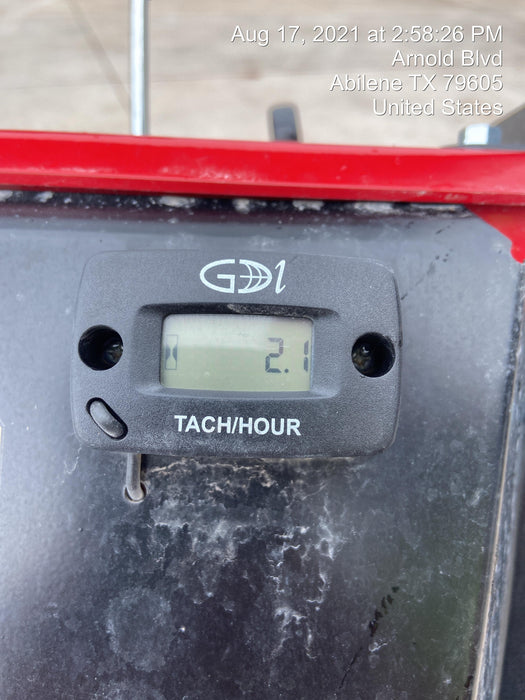 Aug 17, 2021 at 2:58:26 PM
Arnold Blvd
Abilene TX 79605
United States
GDI
2.1
TACH/HOUR